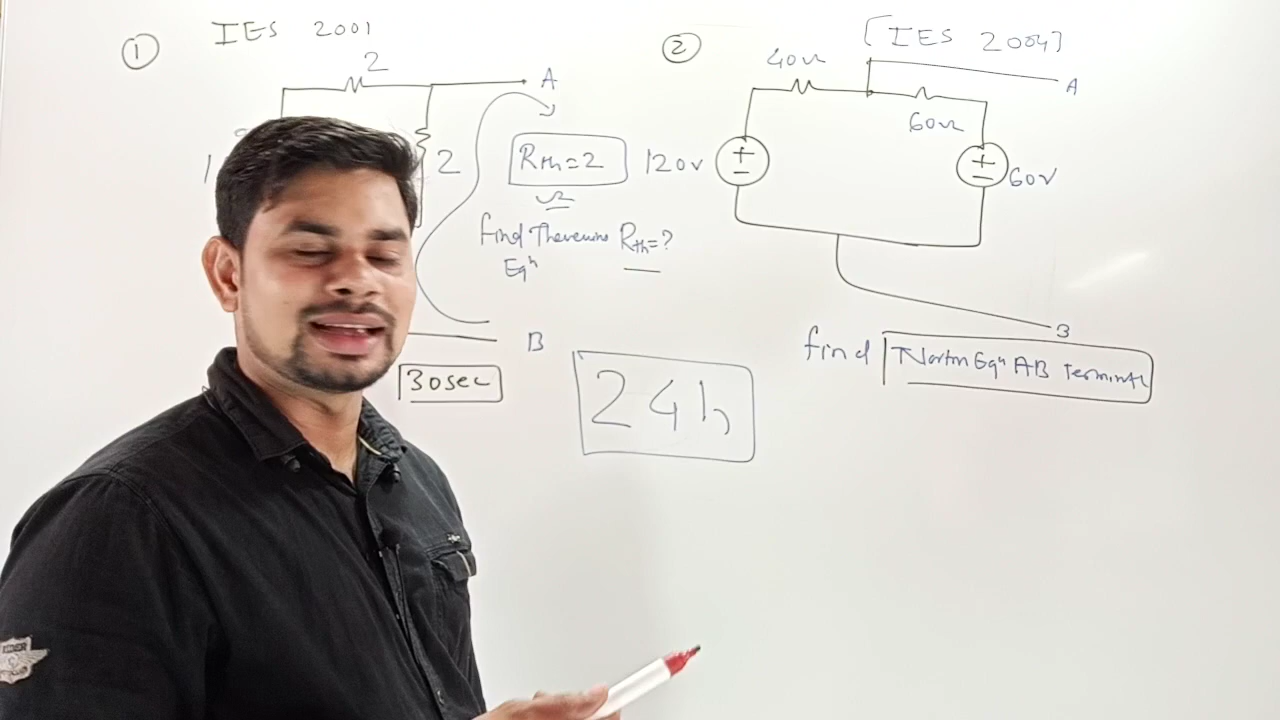 ① IES 2001
2
A
2
Rth=2
find Thevenins Rth=?
Eqn
B
30sec
24h
② [IES 2004]
40Ω
A
60Ω
120v
60v
+
−
+
−
B
find Norton Eqn AB Terminal